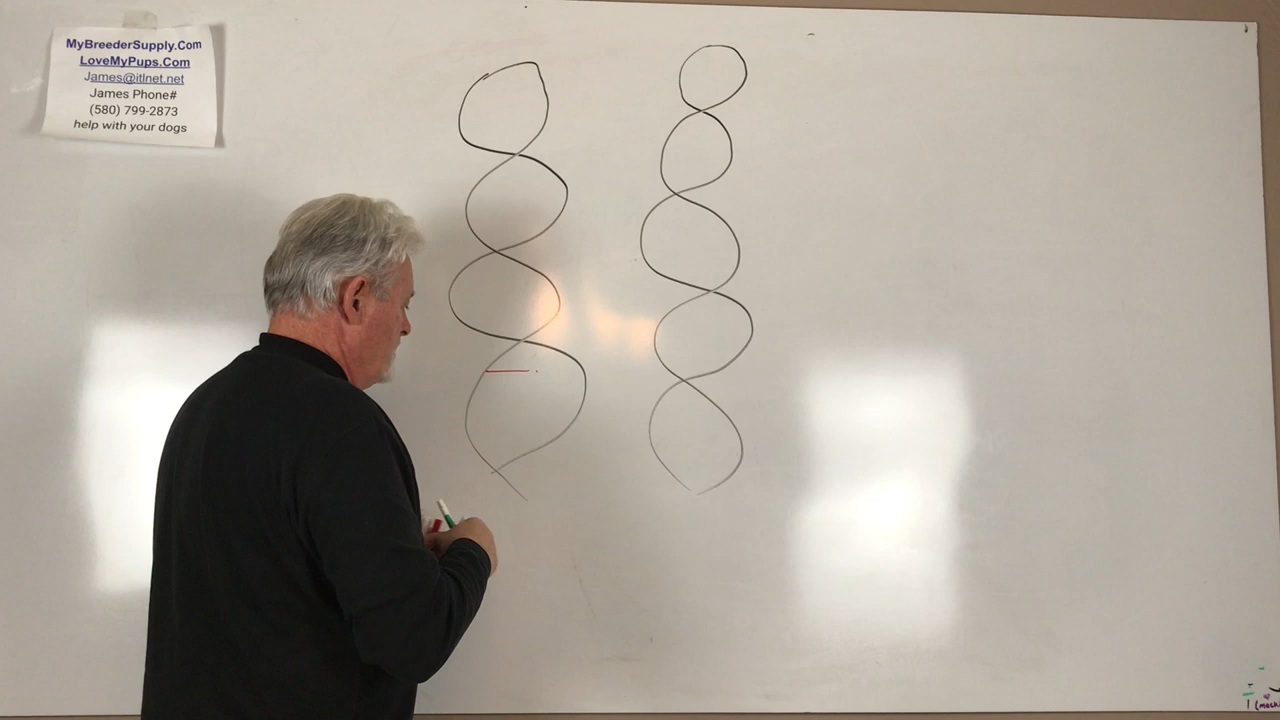 MyBreederSupply.Com
LoveMyPups.Com
James@itlnet.net
James Phone#
(580) 799-2873
help with your dogs